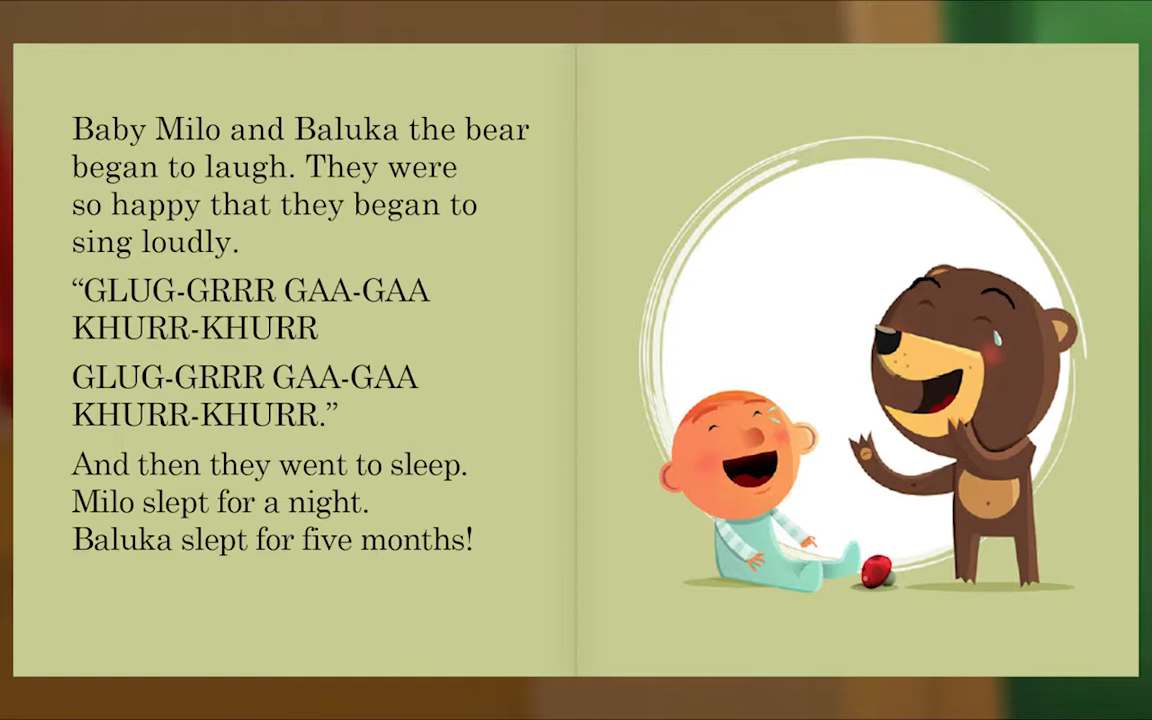 Baby Milo and Baluka the bear
began to laugh. They were
so happy that they began to
sing loudly.
“GLUG-GRRR GAA-GAA
KHURR-KHURR
GLUG-GRRR GAA-GAA
KHURR-KHURR.”
And then they went to sleep.
Milo slept for a night.
Baluka slept for five months!